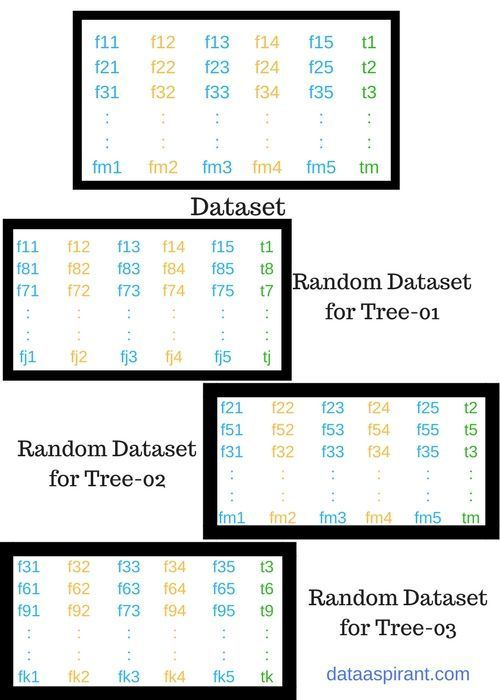 f11 f12 f13 f14 f15 t1
f21 f22 f23 f24 f25 t2
f31 f32 f33 f34 f35 t3
: : : : : :
: : : : : :
fm1 fm2 fm3 fm4 fm5 tm
Dataset
f11 f12 f13 f14 f15 t1
f81 f82 f83 f84 f85 t8
f71 f72 f73 f74 f75 t7
: : : : : :
: : : : : :
fj1 fj2 fj3 fj4 fj5 tj
Random Dataset
for Tree-01
f21 f22 f23 f24 f25 t2
f51 f52 f53 f54 f55 t5
f31 f32 f33 f34 f35 t3
: : : : : :
: : : : : :
fm1 fm2 fm3 fm4 fm5 tm
Random Dataset
for Tree-02
f31 f32 f33 f34 f35 t3
f61 f62 f63 f64 f65 t6
f91 f92 f73 f94 f95 t9
: : : : : :
: : : : : :
fk1 fk2 fk3 fk4 fk5 tk
Random Dataset
for Tree-03
dataaspirant.com